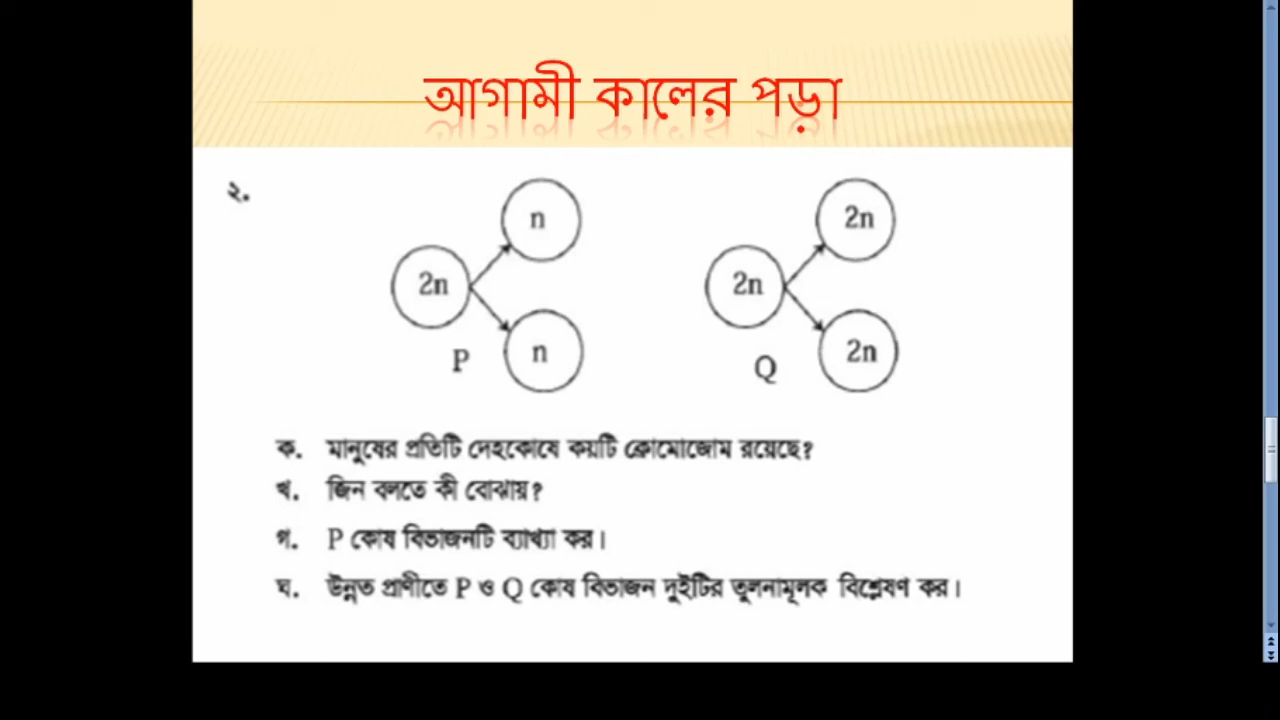 আগামী কালের পড়া
২.
n
2n
n
P
2n
2n
2n
Q
ক. মানুষের প্রতিটি দেহকোষে কয়টি ক্রোমোজোম রয়েছে?
খ. জিন বলতে কী বোঝায়?
গ. P কোষ বিভাজনটি ব্যাখ্যা কর।
ঘ. উন্নত প্রাণীতে P ও Q কোষ বিভাজন দুইটির তুলনামূলক বিশ্লেষণ কর।